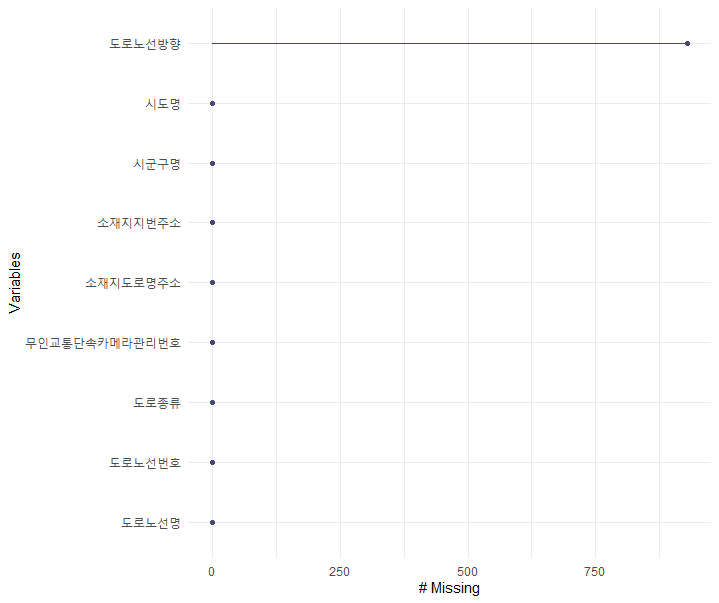 도로노선방향
시도명
시군구명
소재지지번주소
소재지도로명주소
무인교통단속카메라관리번호
도로종류
도로노선번호
도로노선명
Variables
0 250 500 750
# Missing